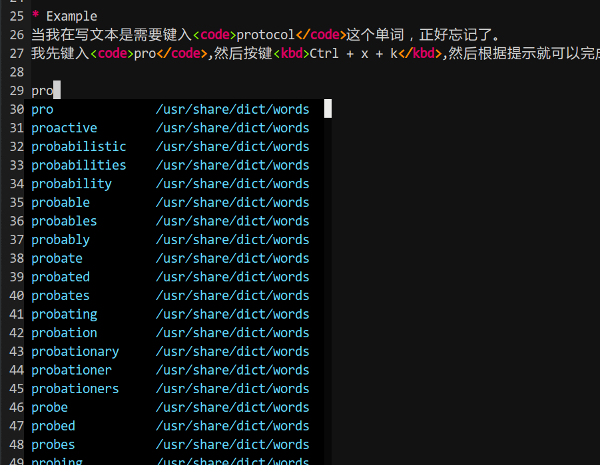 25 * Example
26 当我在写文本是需要键入<code>protocol</code>这个单词，正好忘记了。
27 我先键入<code>pro</code>,然后按键<kbd>Ctrl + x + k</kbd>,然后根据提示就可以完成
28
29 pro
30 pro /usr/share/dict/words
31 proactive /usr/share/dict/words
32 probabilistic /usr/share/dict/words
33 probabilities /usr/share/dict/words
34 probability /usr/share/dict/words
35 probable /usr/share/dict/words
36 probables /usr/share/dict/words
37 probably /usr/share/dict/words
38 probate /usr/share/dict/words
39 probated /usr/share/dict/words
40 probates /usr/share/dict/words
41 probating /usr/share/dict/words
42 probation /usr/share/dict/words
43 probationary /usr/share/dict/words
44 probationer /usr/share/dict/words
45 probationers /usr/share/dict/words
46 probe /usr/share/dict/words
47 probed /usr/share/dict/words
48 probes /usr/share/dict/words
49 probing /usr/share/dict/words